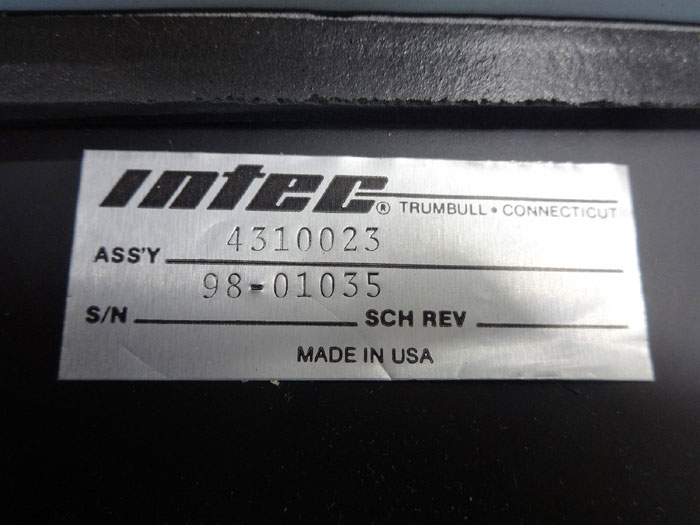 intec® TRUMBULL • CONNECTICUT
ASS'Y 4310023
S/N 98-01035 SCH REV
MADE IN USA